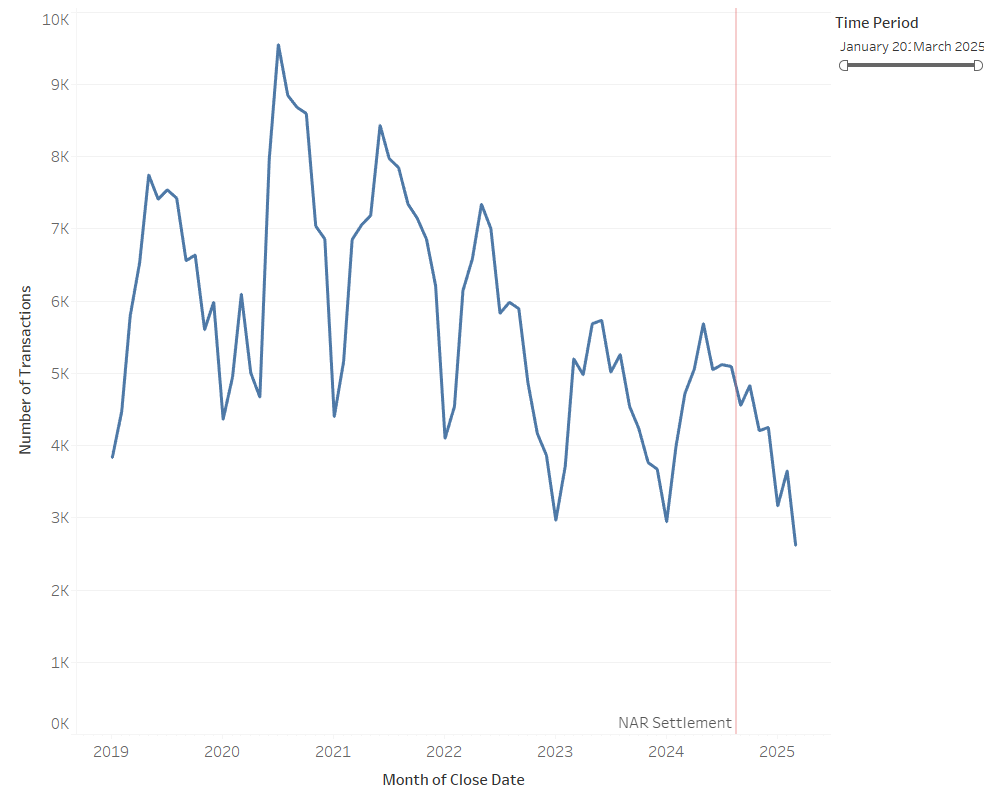 10K
9K
8K
7K
6K
5K
4K
3K
2K
1K
0K
Number of Transactions
NAR Settlement
2019 2020 2021 2022 2023 2024 2025
Month of Close Date
Time Period
January March 2025